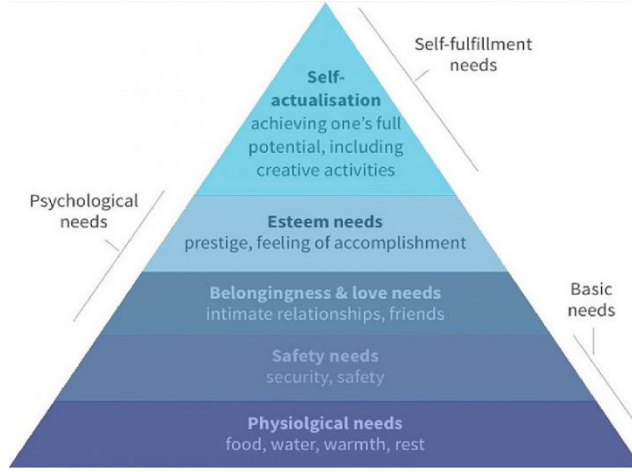 Self-fulfillment
needs
Self-
actualisation
achieving one's full
potential, including
creative activities
Psychological
needs
Esteem needs
prestige, feeling of accomplishment
Belongingness & love needs
intimate relationships, friends
Basic
needs
Safety needs
security, safety
Physiolgical needs
food, water, warmth, rest